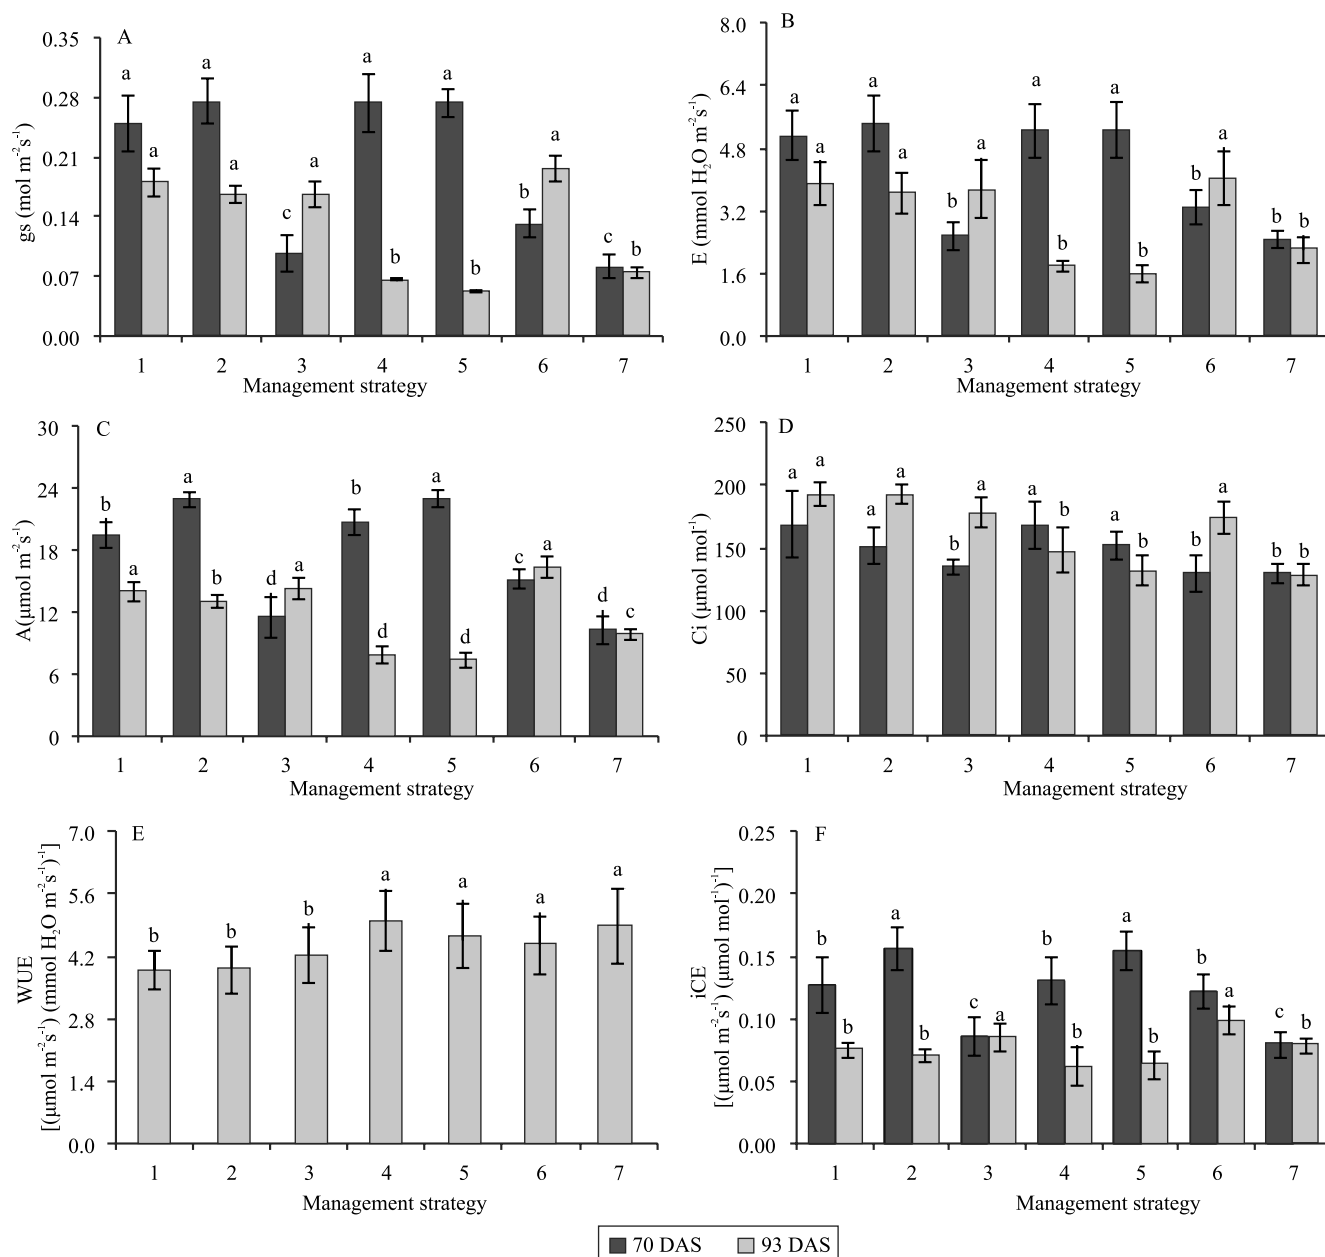 A
gs (mol m-2s-1)
0.35
0.28
0.21
0.14
0.07
0.00
a a a a c a a b a b b a c b
1 2 3 4 5 6 7
Management strategy
B
E (mmol H2O m-2s-1)
8.0
6.4
4.8
3.2
1.6
0.0
a a a a b a a b a b b a b b
1 2 3 4 5 6 7
Management strategy
C
A(μmol m-2s-1)
30
24
18
12
6
0
b a a b d a b d a d c a d c
1 2 3 4 5 6 7
Management strategy
D
Ci (μmol mol-1)
250
200
150
100
50
0
a a a a b a a b a b b a b b
1 2 3 4 5 6 7
Management strategy
E
WUE
[(μmol m-2s-1) (mmol H2O m-2s-1)-1]
7.0
5.6
4.2
2.8
1.4
0.0
b b b a a a a
1 2 3 4 5 6 7
Management strategy
F
iCE
[(μmol m-2s-1) (μmol mol-1)-1]
0.25
0.20
0.15
0.10
0.05
0.00
b b a b c a b b a b b a c b
1 2 3 4 5 6 7
Management strategy
70 DAS 93 DAS